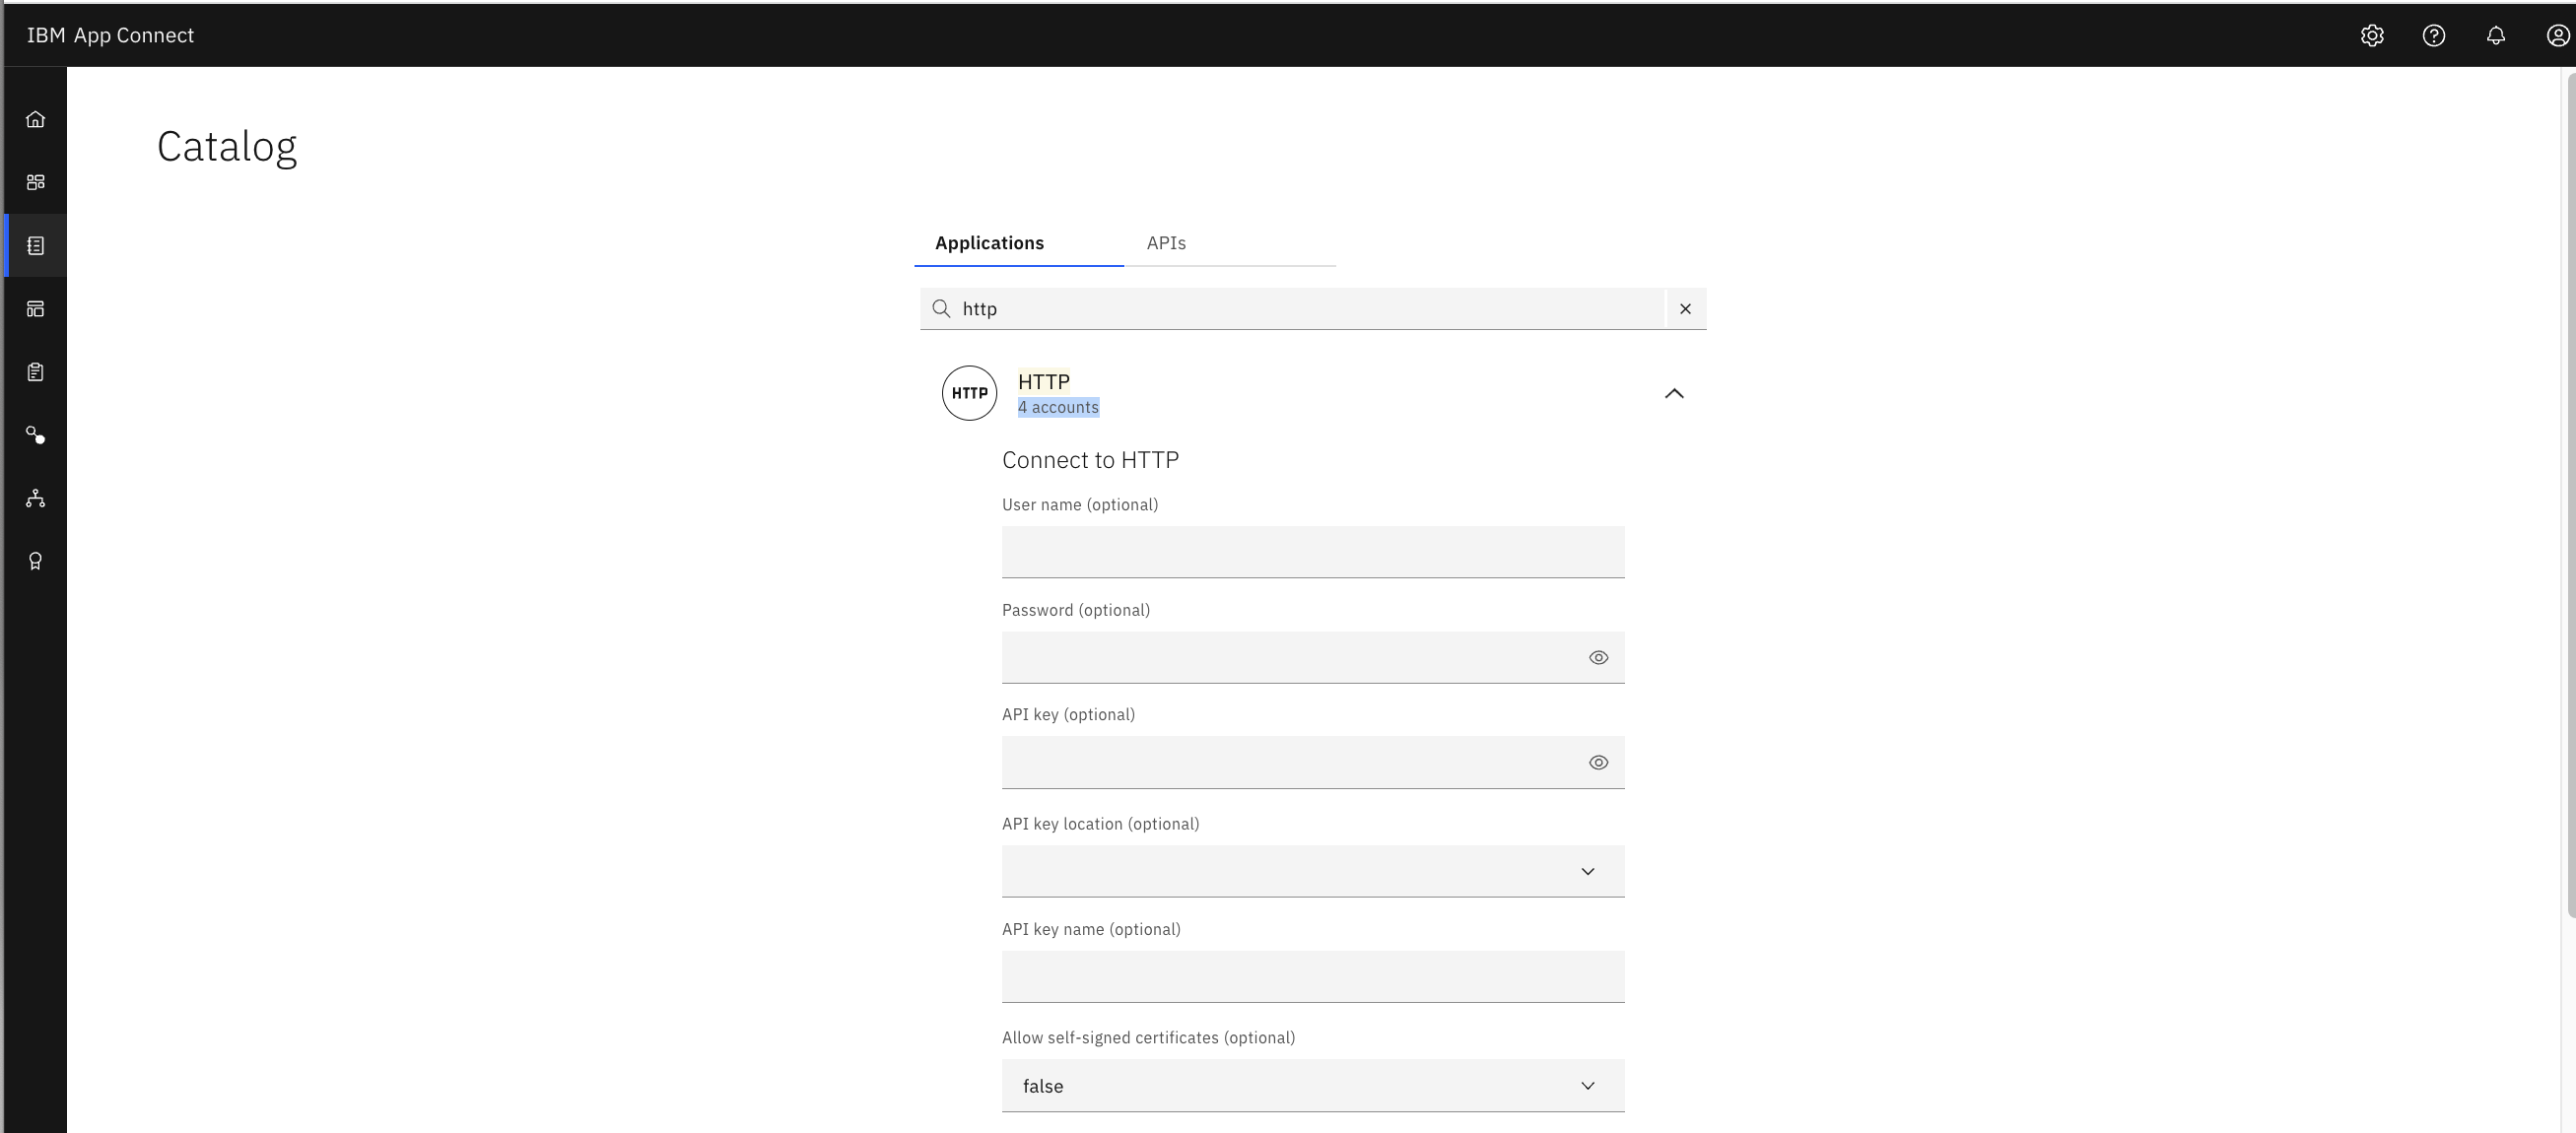 IBM App Connect
Catalog
Applications
APIs
http
HTTP
HTTP
4 accounts
Connect to HTTP
User name (optional)
Password (optional)
API key (optional)
API key location (optional)
API key name (optional)
Allow self-signed certificates (optional)
false